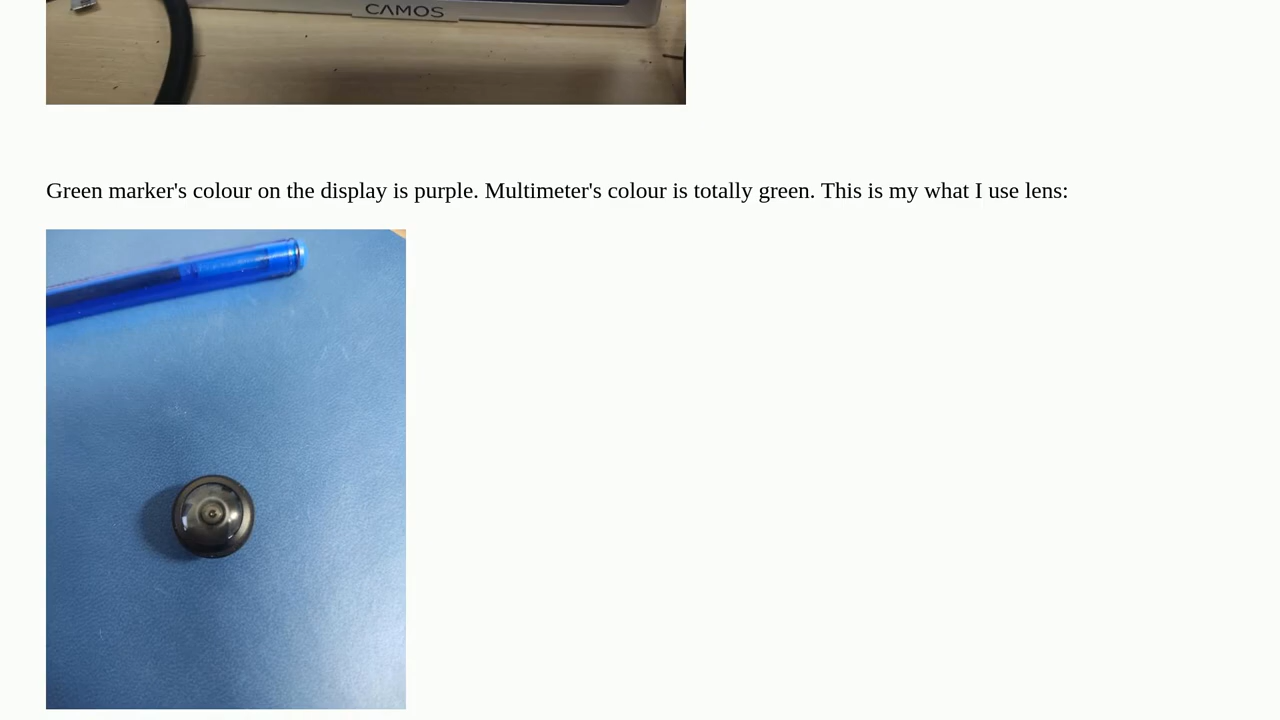 CAMOS
Green marker's colour on the display is purple. Multimeter's colour is totally green. This is my what I use lens: